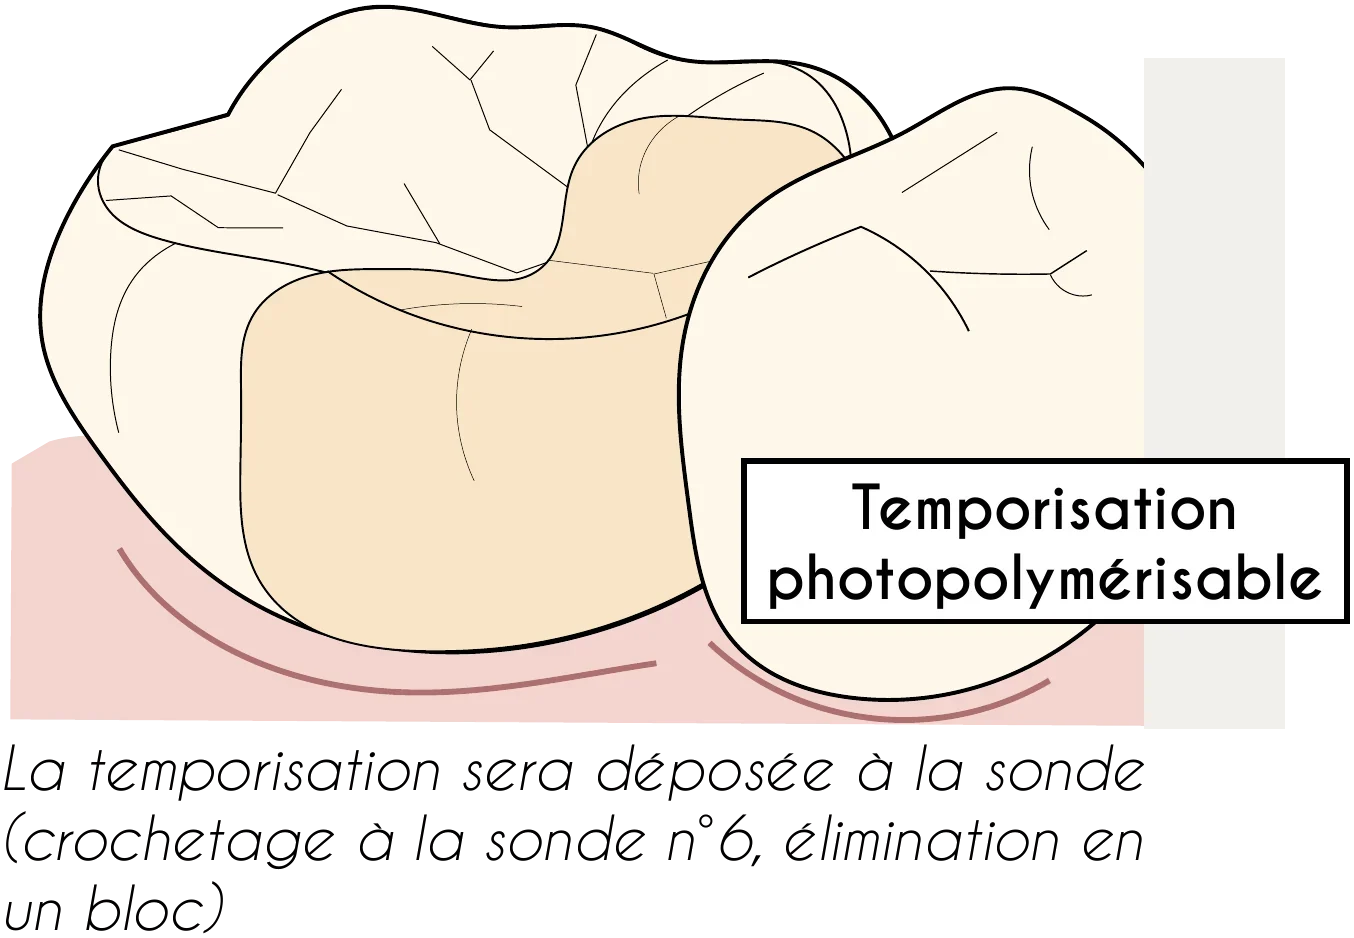 Temporisation
photopolymérisable
La temporisation sera déposée à la sonde
(crochetage à la sonde n°6, élimination en
un bloc)